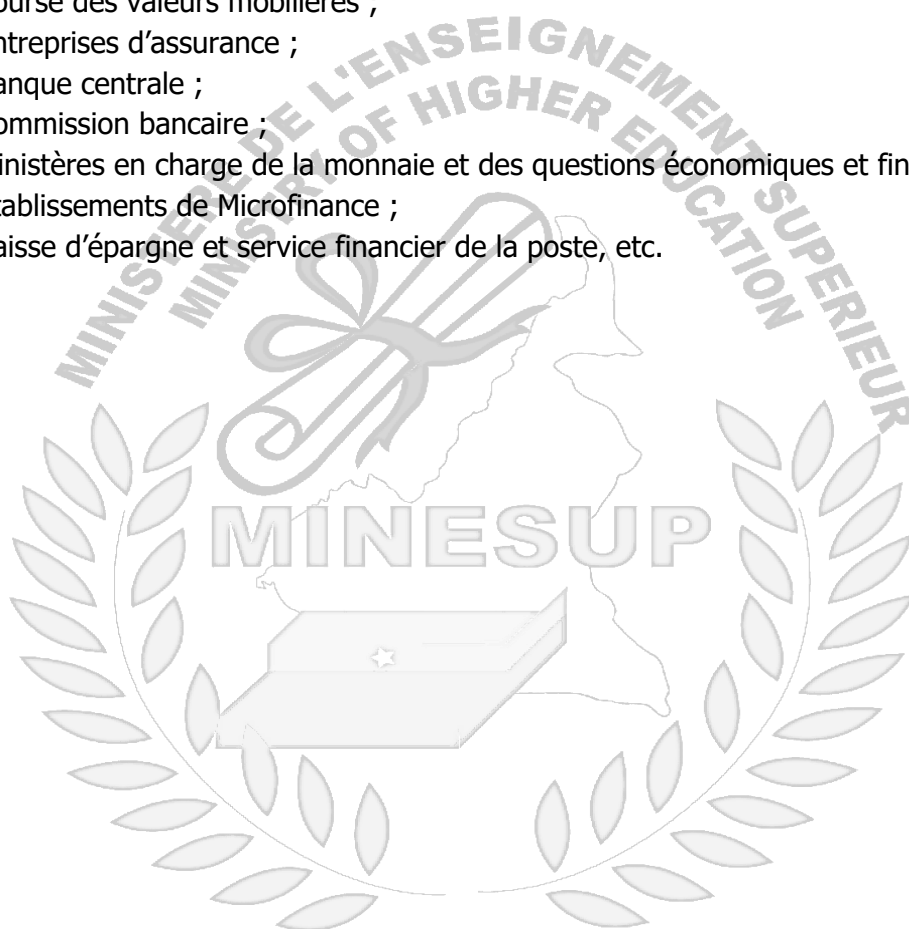 ourse des valeurs mobilières ;
ntreprises d'assurance ;
anque centrale ;
ommission bancaire ;
inistères en charge de la monnaie et des questions économiques et fin
tablissements de Microfinance ;
aisse d'épargne et service financier de la poste, etc.
MINISTERE DE L'ENSEIGNEMENT SUPERIEUR
MINISTRY OF HIGHER EDUCATION
MINESUP